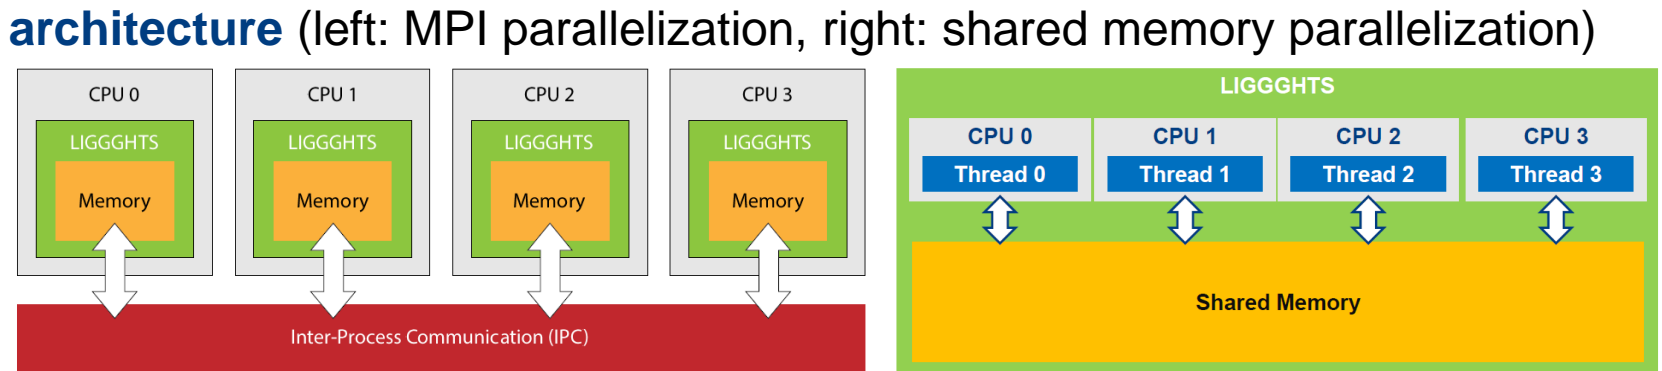 architecture (left: MPI parallelization, right: shared memory parallelization)
CPU 0
CPU 1
CPU 2
CPU 3
LIGGGHTS
LIGGGHTS
LIGGGHTS
LIGGGHTS
Memory
Memory
Memory
Memory
Inter-Process Communication (IPC)
LIGGGHTS
CPU 0
CPU 1
CPU 2
CPU 3
Thread 0
Thread 1
Thread 2
Thread 3
Shared Memory